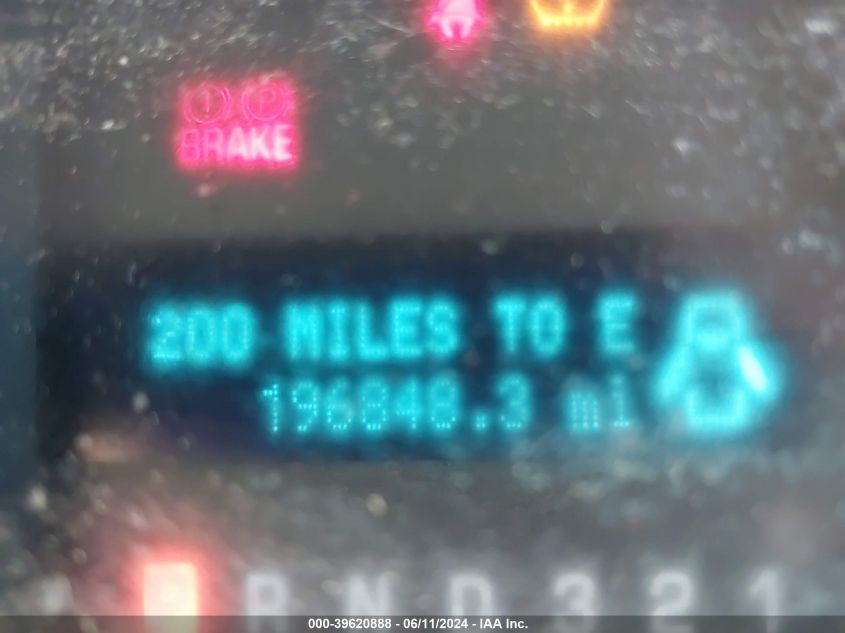 BRAKE
200 MILES TO E
196848.3 mi
P R N D 3 2 1
000-39620888 - 06/11/2024 - IAA Inc.